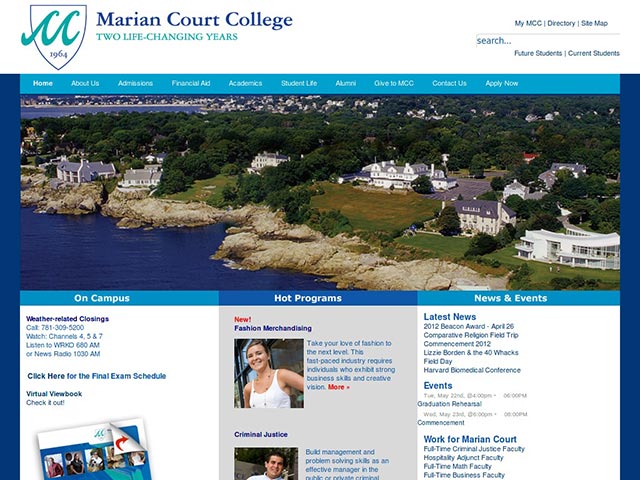 Marian Court College
TWO LIFE-CHANGING YEARS
1964
My MCC | Directory | Site Map
search...
Future Students | Current Students
Home About Us Admissions Financial Aid Academics Student Life Alumni Give to MCC Contact Us Apply Now
On Campus
Weather-related Closings
Call: 781-309-5200
Watch: Channels 4, 5 & 7
Listen to WRKO 680 AM
or News Radio 1030 AM
Click Here for the Final Exam Schedule
Virtual Viewbook
Check it out!
Hot Programs
New!
Fashion Merchandising
Take your love of fashion to
the next level. This
fast-paced industry requires
individuals who exhibit strong
business skills and creative
vision. More »
Criminal Justice
Build management and
problem solving skills as an
effective manager in the
public or private criminal
News & Events
Latest News
2012 Beacon Award - April 26
Comparative Religion Field Trip
Commencement 2012
Lizzie Borden & the 40 Whacks
Field Day
Harvard Biomedical Conference
Events
Tue, May 22nd, @4:00pm - 06:00PM
Graduation Rehearsal
Wed, May 23rd, @6:00pm - 08:00PM
Commencement
Work for Marian Court
Full-Time Criminal Justice Faculty
Hospitality Adjunct Faculty
Full-Time Math Faculty
Full-Time Business Faculty